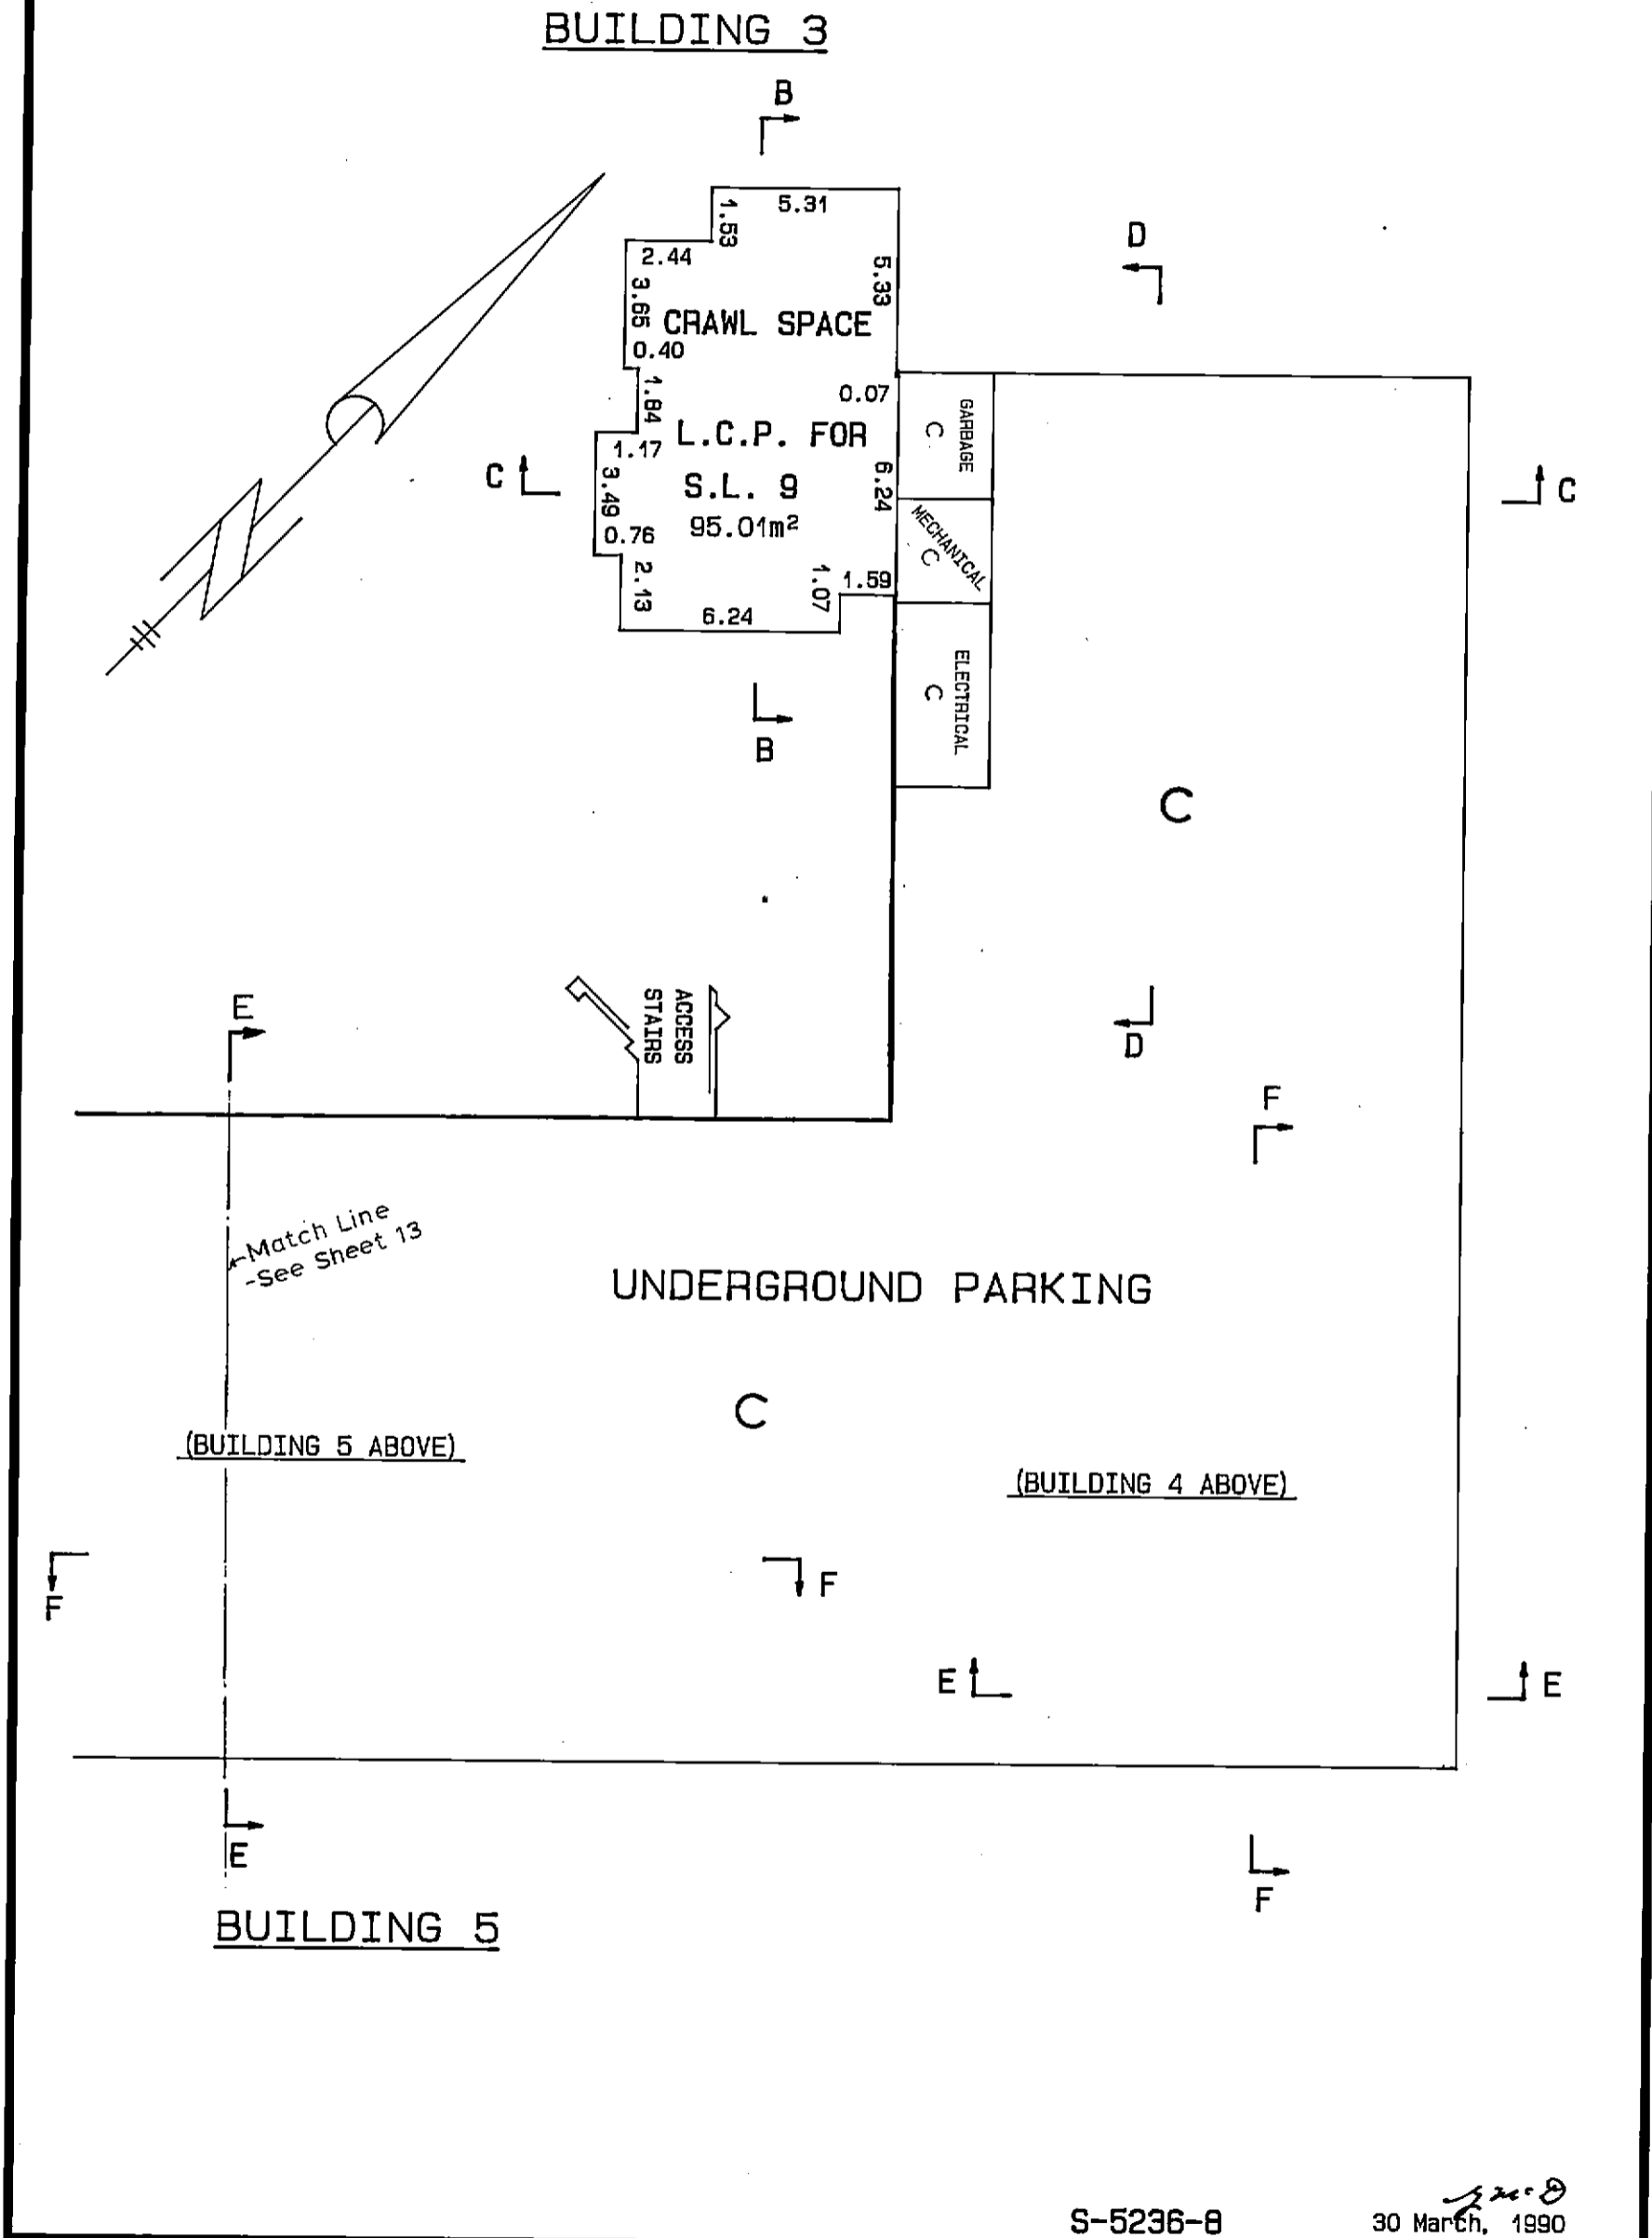 BUILDING 3
B
5.31
1.53
D
2.44
5.33
3.65
CRAWL SPACE
0.40
1.84
0.07
GARBAGE
C
L.C.P. FOR
1.17
C
C
6.24
3.49
S.L. 9
95.01m²
0.76
MECHANICAL
C
2.13
1.07
1.59
6.24
ELECTRICAL
C
B
C
E
ACCESS
STAIRS
D
F
Match Line
-See Sheet 13
UNDERGROUND PARKING
C
(BUILDING 5 ABOVE)
(BUILDING 4 ABOVE)
F
F
E
E
E
F
BUILDING 5
S-5236-8
30 March, 1990